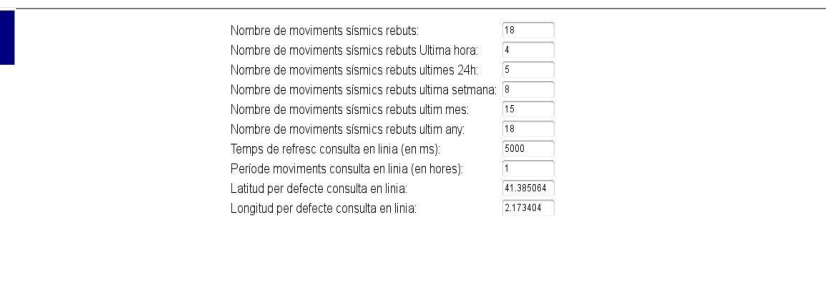 Nombre de moviments sísmics rebuts: 18
Nombre de moviments sísmics rebuts Ultima hora: 4
Nombre de moviments sísmics rebuts ultimes 24h: 5
Nombre de moviments sísmics rebuts ultima setmana: 8
Nombre de moviments sísmics rebuts ultim mes: 15
Nombre de moviments sísmics rebuts ultim any: 18
Temps de refresc consulta en linia (en ms): 5000
Període moviments consulta en linia (en hores): 1
Latitud per defecte consulta en linia: 41.385064
Longitud per defecte consulta en linia: 2.173404